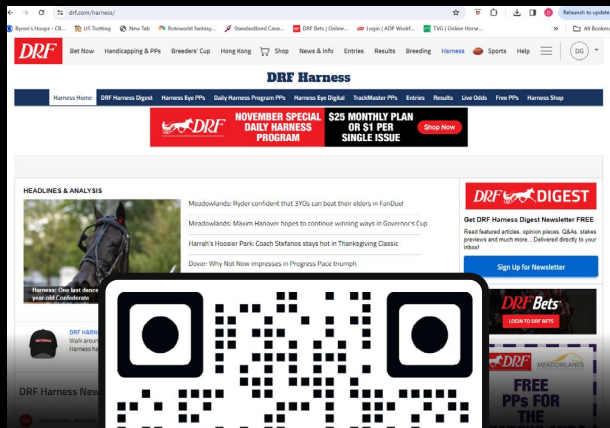 drf.com/harness/
Relaunch to update
Byron's Hoops - CB...
US Trotting
New Tab
Rotoworld fantasy...
Standardbred Cana...
DRF Bets | Online...
Login | ADP Workf...
TVG | Online Horse...
All Bookm
DRF
Bet Now
Handicapping & PPs
Breeders' Cup
Hong Kong
Shop
News & Info
Entries
Results
Breeding
Harness
Sports
Help
DG
DRF Harness
Harness Home
DRF Harness Digest
Harness Eye PPs
Daily Harness Program PPs
Harness Eye Digital
TrackMaster PPs
Entries
Results
Live Odds
Free PPs
Harness Shop
DRF
NOVEMBER SPECIAL
DAILY HARNESS
PROGRAM
$25 MONTHLY PLAN
OR $1 PER
SINGLE ISSUE
Shop Now
HEADLINES & ANALYSIS
Meadowlands: Ryder confident that 3YOs can beat their elders in FanDuel
Meadowlands: Maxim Hanover hopes to continue winning ways in Governor's Cup
Harrah's Hoosier Park: Coach Stefanos stays hot in Thanksgiving Classic
Dover: Why Not Now impresses in Progress Pace triumph
Harness: One last dance
year-old Confederate
DRF HARN
Walk aroun
Harness ha
DRF Harness New
DRF DIGEST
Get DRF Harness Digest Newsletter FREE
Read featured articles, opinion pieces, Q&As, stakes
previews and much more... Delivered directly to your
inbox!
Sign Up for Newsletter
DRF Bets
LOGIN TO DRF BETS
DRF
MEADOWLANDS
FREE
PPs FOR
THE